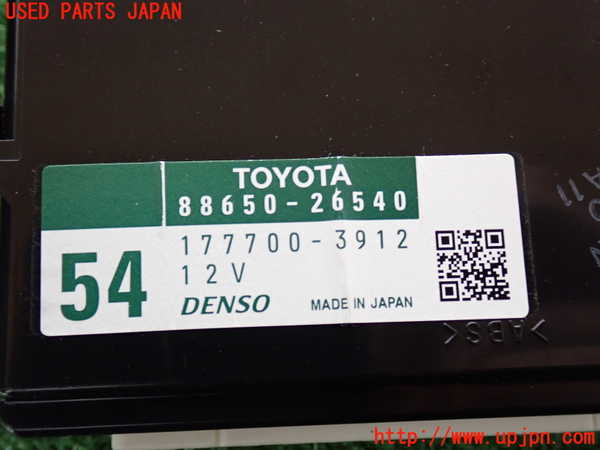 USED PARTS JAPAN
TOYOTA
88650-26540
54
177700-3912
12V
DENSO
MADE IN JAPAN
>ABS<
A11
http://www.upjpn.com/